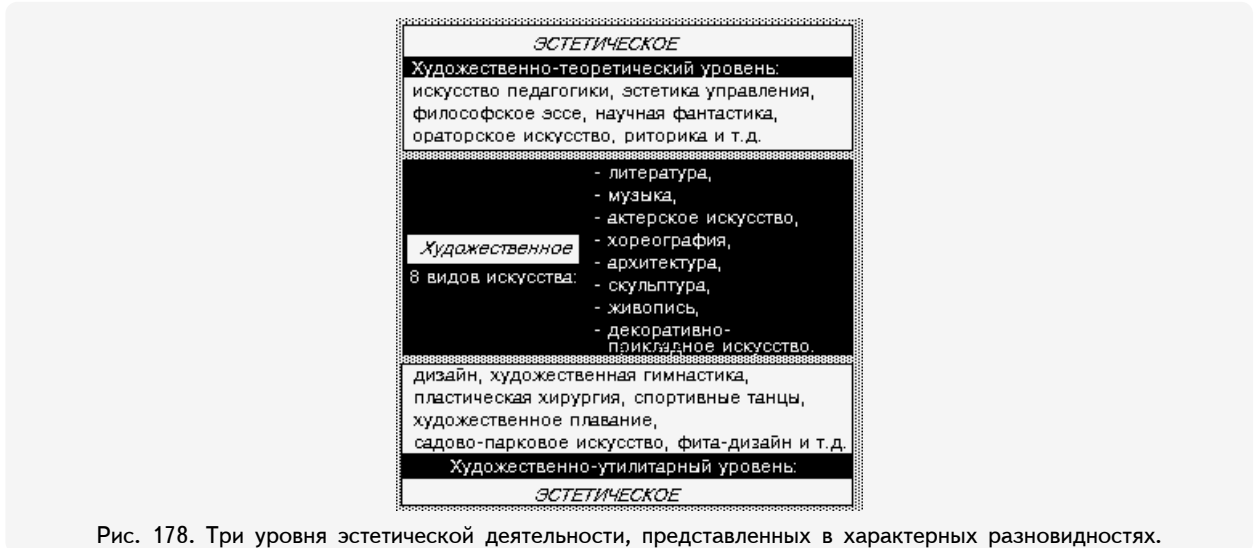 ЭСТЕТИЧЕСКОЕ
Художественно-теоретический уровень:
искусство педагогики, эстетика управления,
философское эссе, научная фантастика,
ораторское искусство, риторика и т.д.
Художественное
8 видов искусства:
- литература,
- музыка,
- актерское искусство,
- хореография,
- архитектура,
- скульптура,
- живопись,
- декоративно-
прикладное искусство.
дизайн, художественная гимнастика,
пластическая хирургия, спортивные танцы,
художественное плавание,
садово-парковое искусство, фита-дизайн и т.д.
Художественно-утилитарный уровень:
ЭСТЕТИЧЕСКОЕ
Рис. 178. Три уровня эстетической деятельности, представленных в характерных разновидностях.